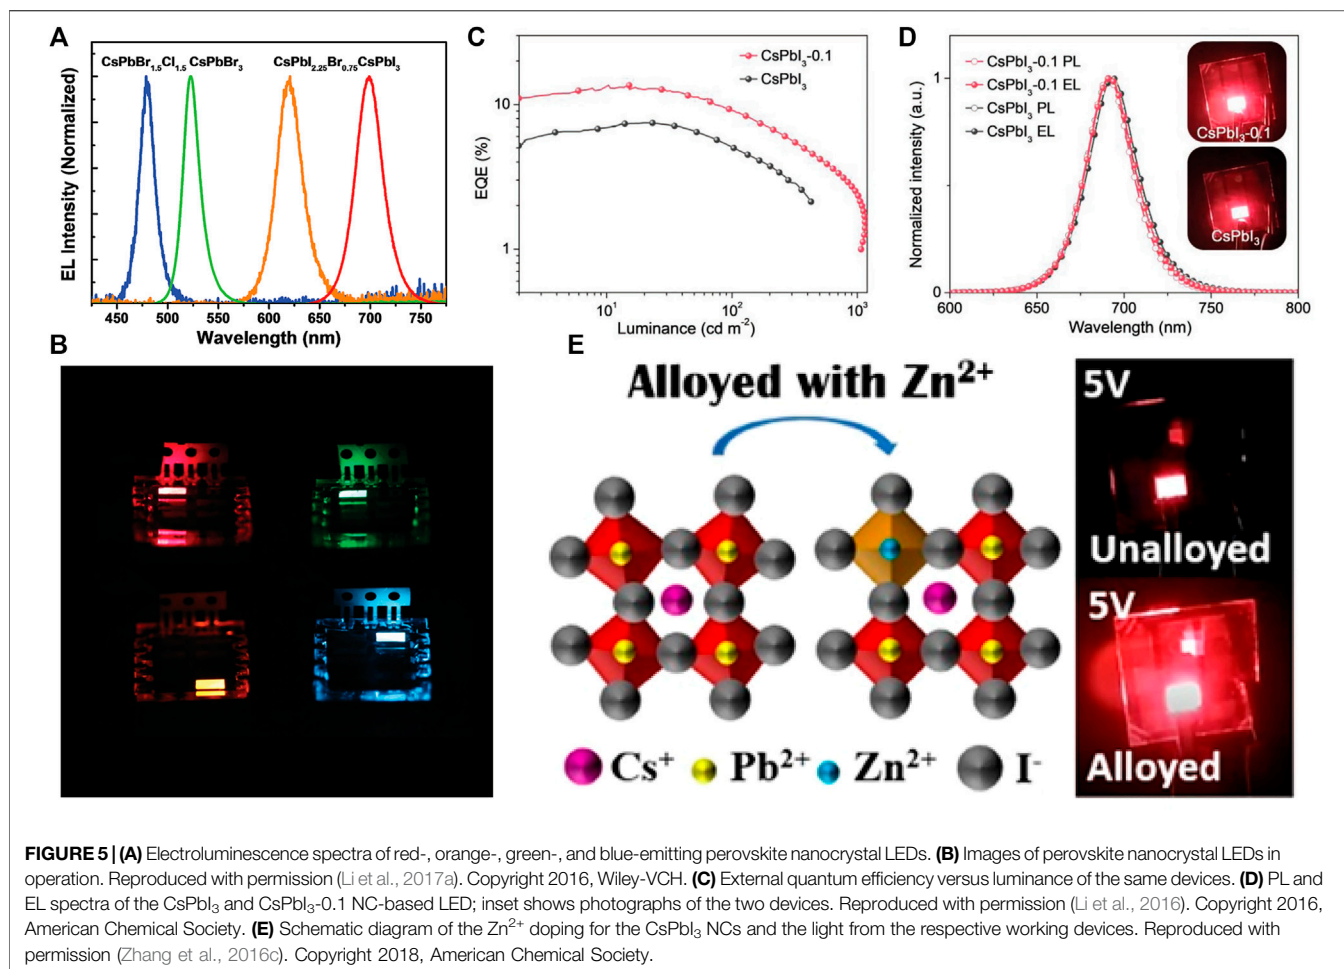 A
CsPbBr1.5Cl1.5 CsPbBr3 CsPbI2.25Br0.75CsPbI3
EL Intensity (Normalized)
450 500 550 600 650 700 750
Wavelength (nm)
C
CsPbI3-0.1
CsPbI3
EQE (%)
10
1
10^1 10^2 10^3
Luminance (cd m-2)
D
CsPbI3-0.1 PL
CsPbI3-0.1 EL
CsPbI3 PL
CsPbI3 EL
CsPbI3-0.1
CsPbI3
Normalized intensity (a.u.)
1
0
600 650 700 750 800
Wavelength (nm)
B
E
Alloyed with Zn2+
Cs+ Pb2+ Zn2+ I-
5V
Unalloyed
5V
Alloyed
FIGURE 5 | (A) Electroluminescence spectra of red-, orange-, green-, and blue-emitting perovskite nanocrystal LEDs. (B) Images of perovskite nanocrystal LEDs in
operation. Reproduced with permission (Li et al., 2017a). Copyright 2016, Wiley-VCH. (C) External quantum efficiency versus luminance of the same devices. (D) PL and
EL spectra of the CsPbI3 and CsPbI3-0.1 NC-based LED; inset shows photographs of the two devices. Reproduced with permission (Li et al., 2016). Copyright 2016,
American Chemical Society. (E) Schematic diagram of the Zn2+ doping for the CsPbI3 NCs and the light from the respective working devices. Reproduced with
permission (Zhang et al., 2016c). Copyright 2018, American Chemical Society.